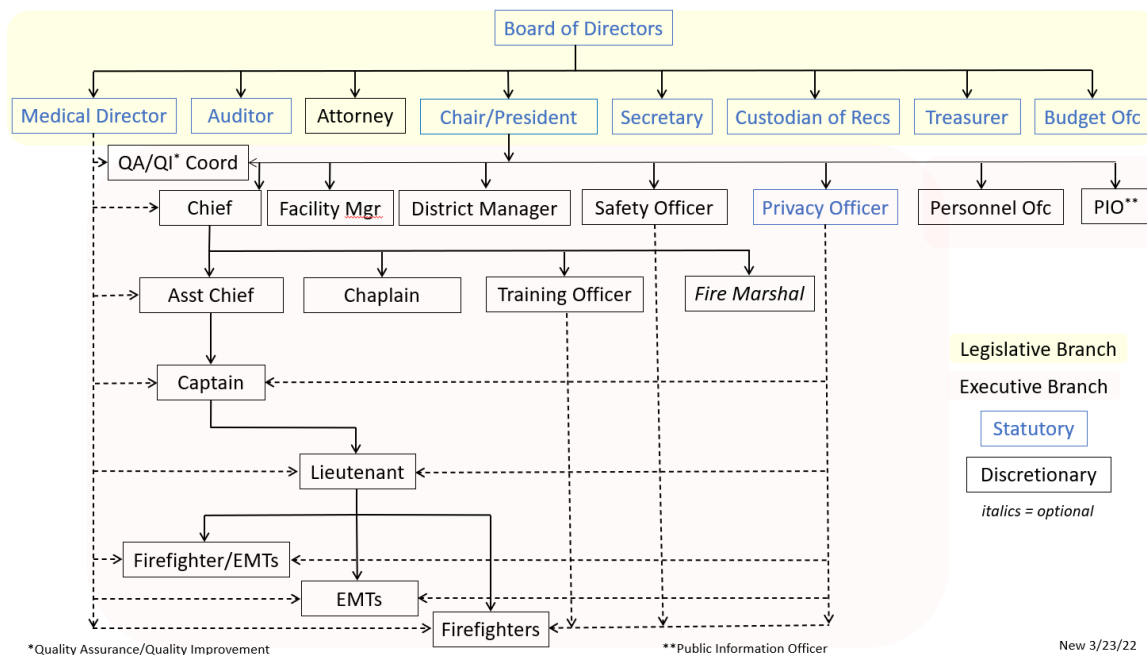 Board of Directors
Medical Director
Auditor
Attorney
Chair/President
Secretary
Custodian of Recs
Treasurer
Budget Ofc
QA/QI* Coord
Chief
Facility Mgr
District Manager
Safety Officer
Privacy Officer
Personnel Ofc
PIO**
Asst Chief
Chaplain
Training Officer
Fire Marshal
Legislative Branch
Captain
Executive Branch
Statutory
Lieutenant
Discretionary
italics = optional
Firefighter/EMTs
EMTs
Firefighters
*Quality Assurance/Quality Improvement
**Public Information Officer
New 3/23/22